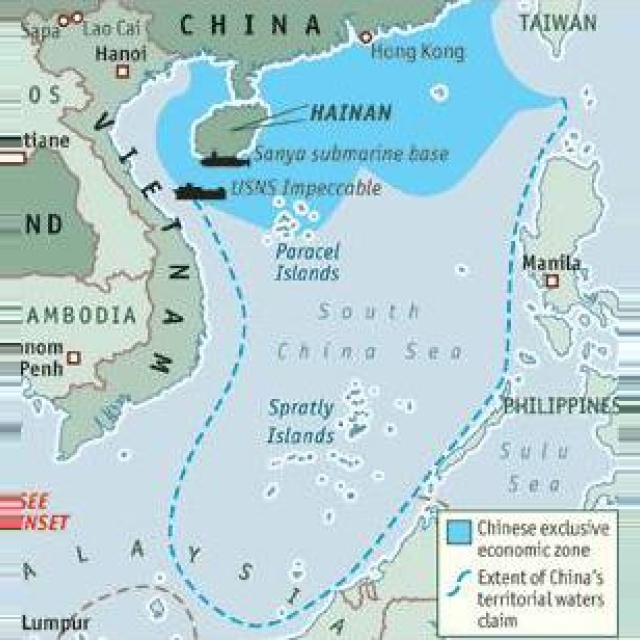 CHINA
TAIWAN
Sapa Lao Cai
Hanoi
Hong Kong
OS
HAINAN
tiane
Sanya submarine base
USNS Impeccable
VIETNAM
ND
Paracel
Islands
Manila
South
China Sea
AMBODIA
nom
Penh
Spratly
Islands
PHILIPPINES
Sulu
Sea
SEE
INSET
ALAYSIA
Lumpur
Chinese exclusive
economic zone
Extent of China's
territorial waters
claim